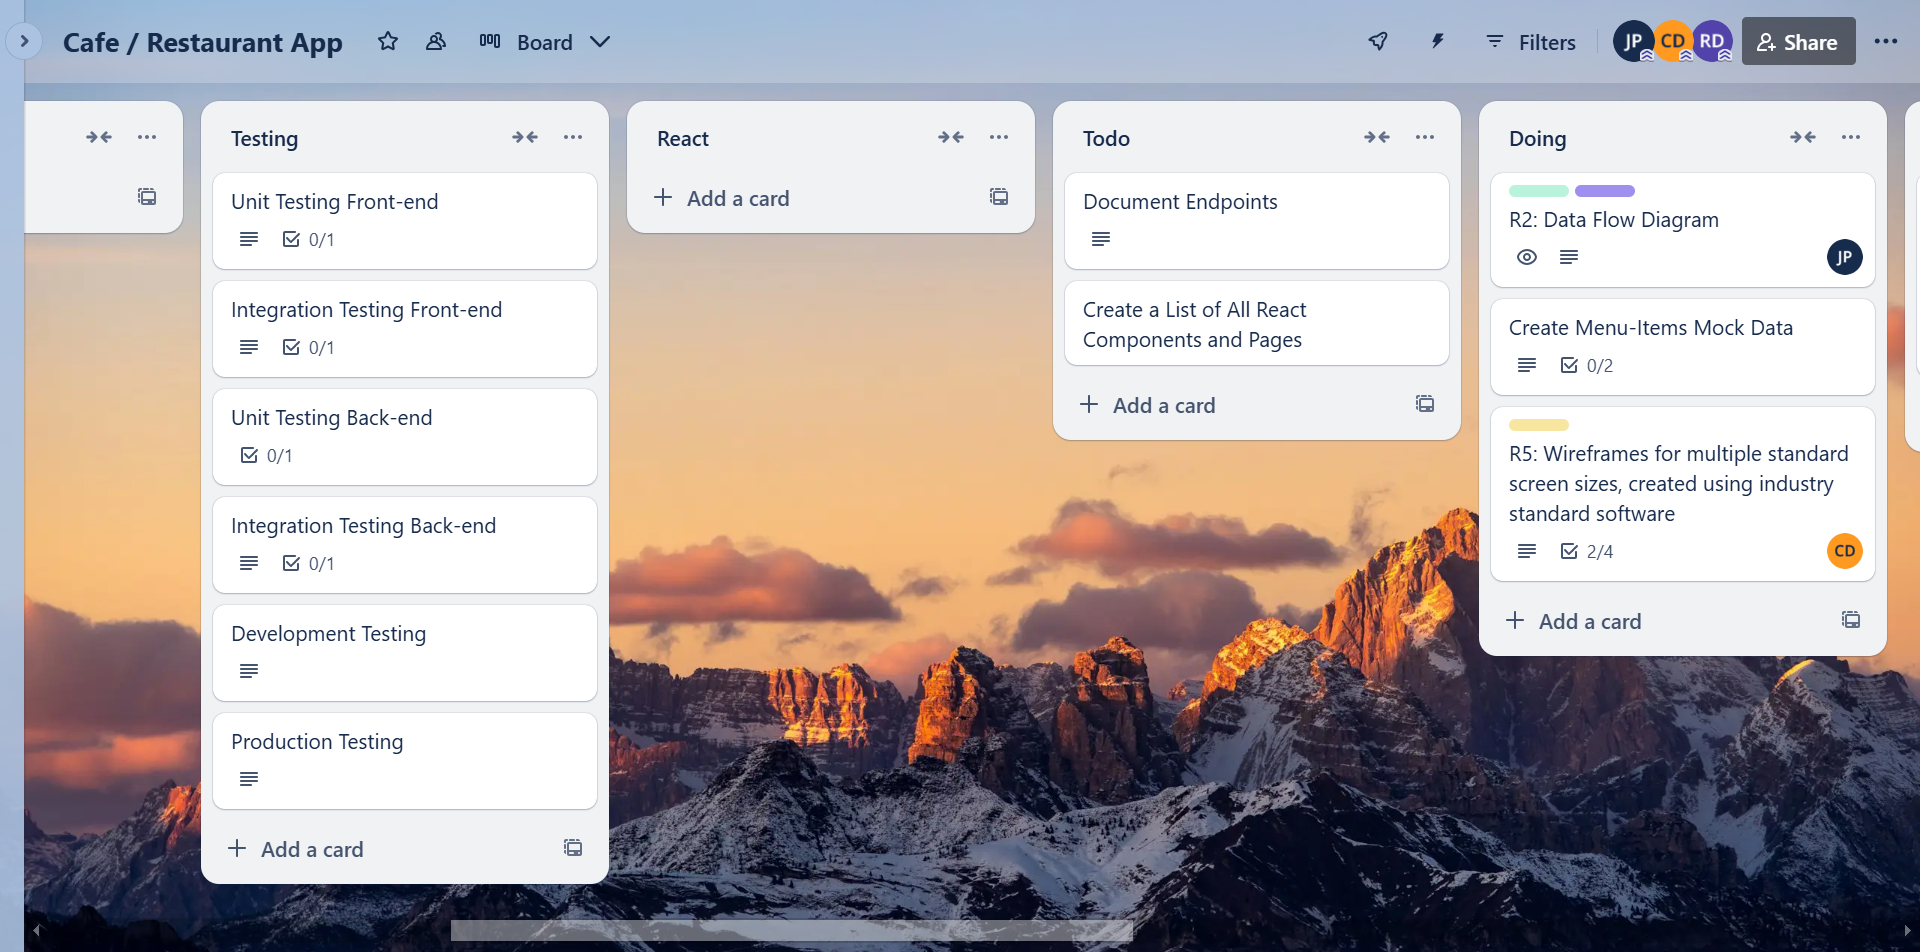 Cafe / Restaurant App
Board
Filters
JP
CD
RD
Share
Testing
Unit Testing Front-end
0/1
Integration Testing Front-end
0/1
Unit Testing Back-end
0/1
Integration Testing Back-end
0/1
Development Testing
Production Testing
Add a card
React
Add a card
Todo
Document Endpoints
Create a List of All React
Components and Pages
Add a card
Doing
R2: Data Flow Diagram
JP
Create Menu-Items Mock Data
0/2
R5: Wireframes for multiple standard
screen sizes, created using industry
standard software
2/4
CD
Add a card